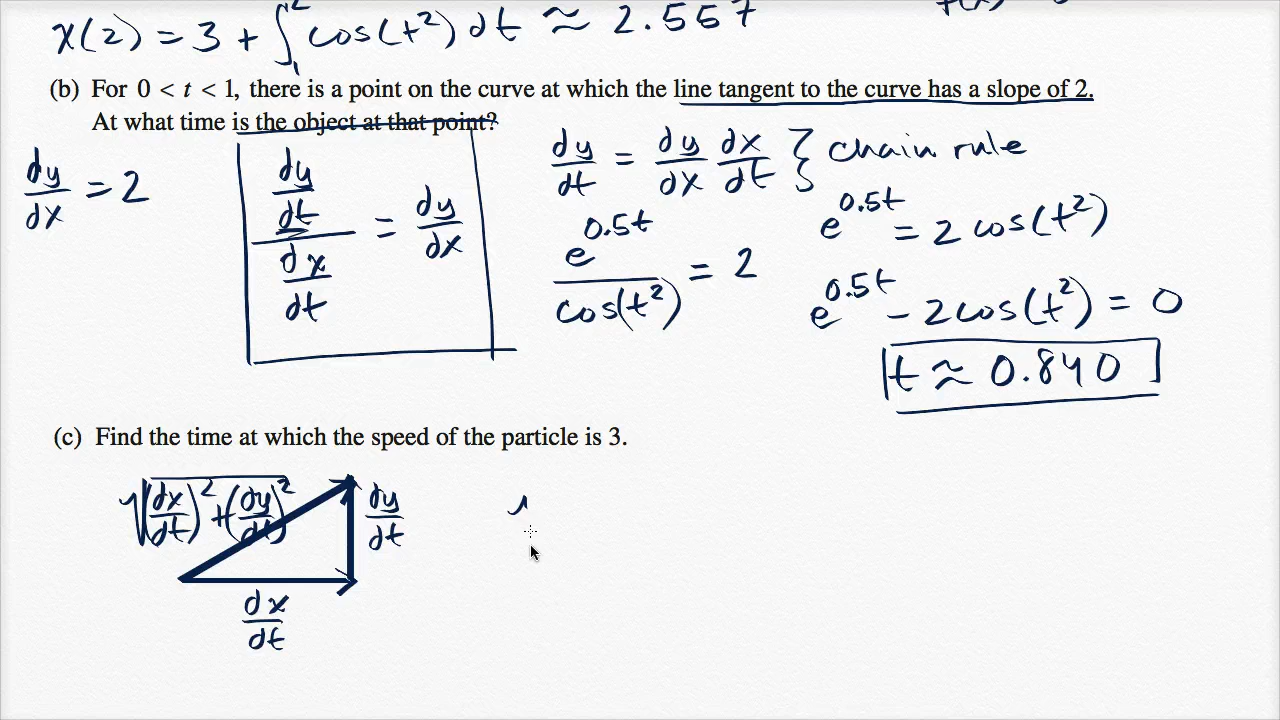 x(2) = 3 + ∫₁² cos(t²) dt ≈ 2.557
(b) For 0 < t < 1, there is a point on the curve at which the line tangent to the curve has a slope of 2.
At what time is the object at that point?
dy/dx = 2
(dy/dt)/(dx/dt) = dy/dx
dy/dt = dy/dx dx/dt } chain rule
e^0.5t / cos(t²) = 2
e^0.5t = 2 cos(t²)
e^0.5t - 2cos(t²) = 0
t ≈ 0.840
(c) Find the time at which the speed of the particle is 3.
√((dx/dt)² + (dy/dt)²)
dy/dt
dx/dt